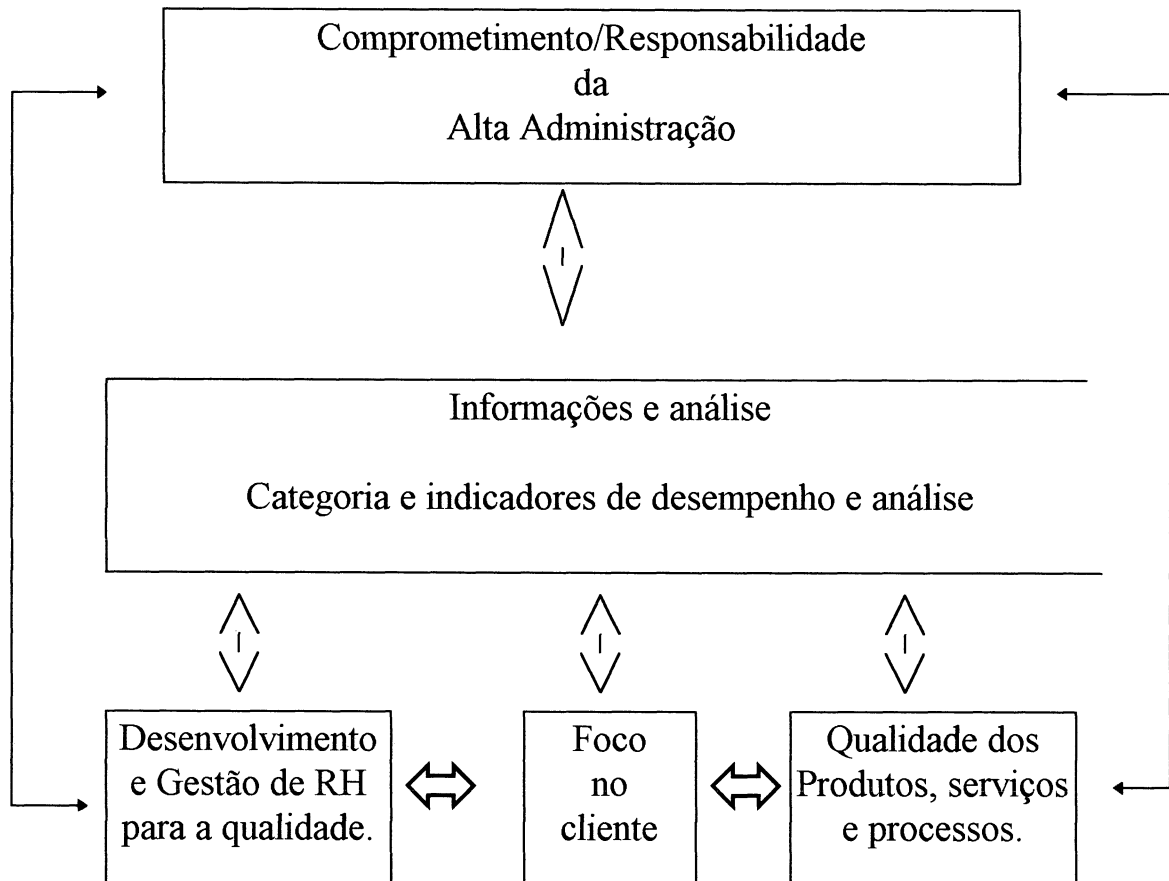 Comprometimento/Responsabilidade
da
Alta Administração
Informações e análise
Categoria e indicadores de desempenho e análise
Desenvolvimento
e Gestão de RH
para a qualidade.
Foco
no
cliente
Qualidade dos
Produtos, serviços
e processos.